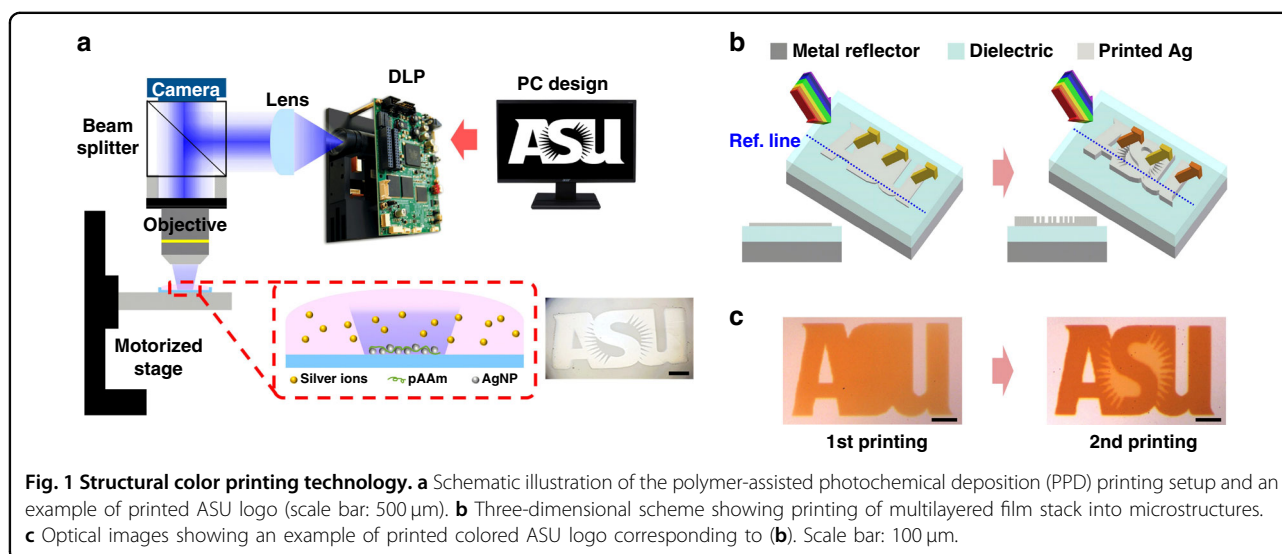 a
Camera
Beam
splitter
Lens
DLP
PC design
ASU
Objective
Motorized
stage
Silver ions pAAm AgNP
ASU
b
Metal reflector Dielectric Printed Ag
Ref. line
ASU
c
ASU
ASU
1st printing 2nd printing
Fig. 1 Structural color printing technology. a Schematic illustration of the polymer-assisted photochemical deposition (PPD) printing setup and an
example of printed ASU logo (scale bar: 500 μm). b Three-dimensional scheme showing printing of multilayered film stack into microstructures.
c Optical images showing an example of printed colored ASU logo corresponding to (b). Scale bar: 100 μm.